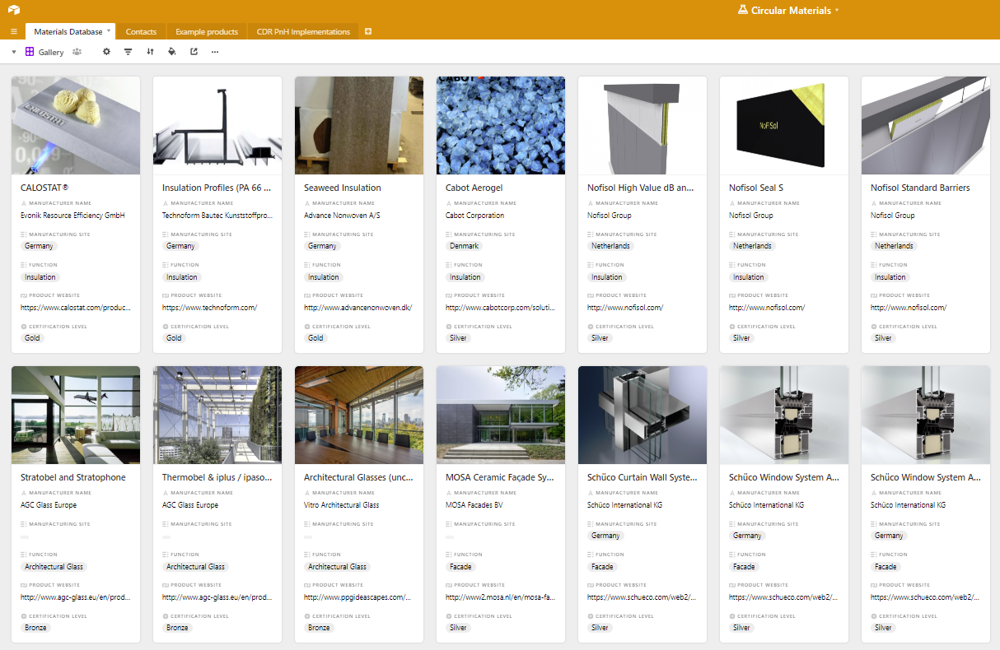 Circular Materials
Materials Database
Contacts
Example products
CDR PnH Implementations
Gallery
CALOSTAT
CALOSTAT®
MANUFACTURER NAME
Evonik Resource Efficiency GmbH
MANUFACTURING SITE
Germany
FUNCTION
Insulation
PRODUCT WEBSITE
https://www.calostat.com/produc...
CERTIFICATION LEVEL
Gold
Insulation Profiles (PA 66 ...
MANUFACTURER NAME
Technoform Bautec Kunststoffpro...
MANUFACTURING SITE
Germany
FUNCTION
Insulation
PRODUCT WEBSITE
https://www.technoform.com/
CERTIFICATION LEVEL
Gold
Seaweed Insulation
MANUFACTURER NAME
Advance Nonwoven A/S
MANUFACTURING SITE
Germany
FUNCTION
Insulation
PRODUCT WEBSITE
http://www.advancenonwoven.dk/
CERTIFICATION LEVEL
Gold
CABOT
Cabot Aerogel
MANUFACTURER NAME
Cabot Corporation
MANUFACTURING SITE
Denmark
FUNCTION
Insulation
PRODUCT WEBSITE
http://www.cabotcorp.com/soluti...
CERTIFICATION LEVEL
Silver
Nofisol High Value dB an...
MANUFACTURER NAME
Nofisol Group
MANUFACTURING SITE
Netherlands
FUNCTION
Insulation
PRODUCT WEBSITE
http://www.nofisol.com/
CERTIFICATION LEVEL
Silver
NoFiSol
Nofisol Seal S
MANUFACTURER NAME
Nofisol Group
MANUFACTURING SITE
Netherlands
FUNCTION
Insulation
PRODUCT WEBSITE
http://www.nofisol.com/
CERTIFICATION LEVEL
Silver
Nofisol Standard Barriers
MANUFACTURER NAME
Nofisol Group
MANUFACTURING SITE
Netherlands
FUNCTION
Insulation
PRODUCT WEBSITE
http://www.nofisol.com/
CERTIFICATION LEVEL
Silver
Stratobel and Stratophone
MANUFACTURER NAME
AGC Glass Europe
MANUFACTURING SITE
FUNCTION
Architectural Glass
PRODUCT WEBSITE
http://www.agc-glass.eu/en/prod...
CERTIFICATION LEVEL
Bronze
Thermobel & iplus / ipaso...
MANUFACTURER NAME
AGC Glass Europe
MANUFACTURING SITE
FUNCTION
Architectural Glass
PRODUCT WEBSITE
http://www.agc-glass.eu/en/prod...
CERTIFICATION LEVEL
Bronze
Architectural Glasses (unc...
MANUFACTURER NAME
Vitro Architectural Glass
MANUFACTURING SITE
FUNCTION
Architectural Glass
PRODUCT WEBSITE
http://www.ppgideascapes.com/...
CERTIFICATION LEVEL
Bronze
MOSA Ceramic Façade Sy...
MANUFACTURER NAME
MOSA Facades BV
MANUFACTURING SITE
FUNCTION
Facade
PRODUCT WEBSITE
http://www2.mosa.nl/en/mosa-fa...
CERTIFICATION LEVEL
Silver
Schüco Curtain Wall Syste...
MANUFACTURER NAME
Schüco International KG
MANUFACTURING SITE
Germany
FUNCTION
Facade
PRODUCT WEBSITE
https://www.schueco.com/web2/...
CERTIFICATION LEVEL
Silver
Schüco Window System A...
MANUFACTURER NAME
Schüco International KG
MANUFACTURING SITE
Germany
FUNCTION
Facade
PRODUCT WEBSITE
https://www.schueco.com/web2/...
CERTIFICATION LEVEL
Silver
Schüco Window System A...
MANUFACTURER NAME
Schüco International KG
MANUFACTURING SITE
Germany
FUNCTION
Facade
PRODUCT WEBSITE
https://www.schueco.com/web2/...
CERTIFICATION LEVEL
Silver